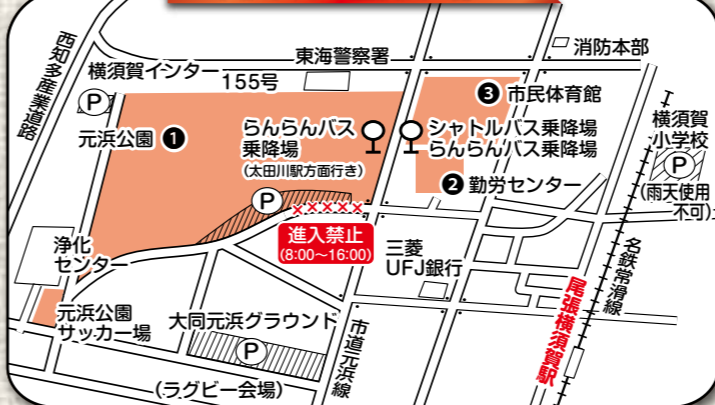 西知多産業道路
横須賀インター
155号
東海警察署
消防本部
P
元浜公園 ❶
らんらんバス
乗降場
(太田川駅方面行き)
P
❸ 市民体育館
シャトルバス乗降場
らんらんバス乗降場
❷ 勤労センター
横須賀
小学校
P
(雨天使用
不可)
×××××
進入禁止
(8:00〜16:00)
浄化
センター
三菱
UFJ銀行
名鉄常滑線
尾張横須賀駅
元浜公園
サッカー場
大同元浜グラウンド
P
(ラグビー会場)
市道元浜線